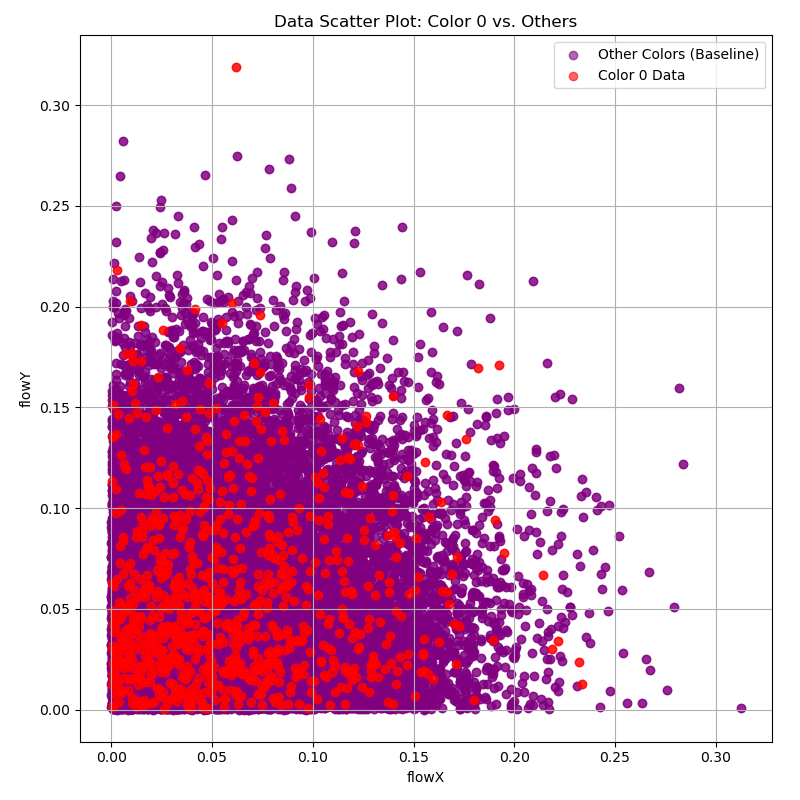 Data Scatter Plot: Color 0 vs. Others
Other Colors (Baseline)
Color 0 Data
flowY
0.30
0.25
0.20
0.15
0.10
0.05
0.00
0.00 0.05 0.10 0.15 0.20 0.25 0.30
flowX